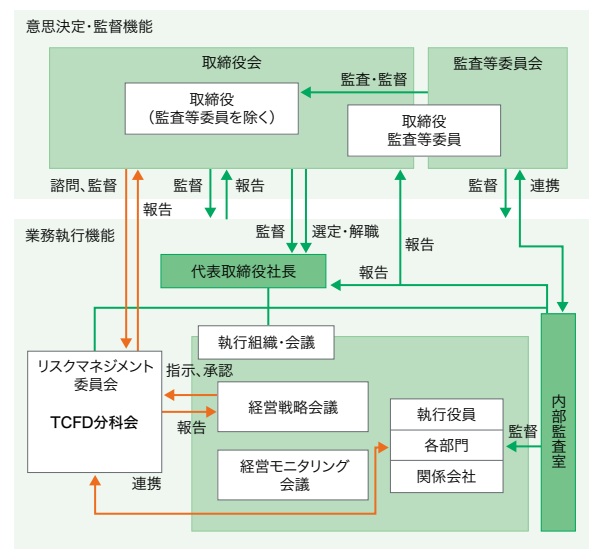 意思決定・監督機能
取締役会
監査等委員会
監査・監督
取締役
（監査等委員を除く）
取締役
監査等委員
諮問、監督
報告
監督
報告
監督
選定・解職
報告
監督
連携
業務執行機能
代表取締役社長
報告
執行組織・会議
リスクマネジメント
委員会
TCFD分科会
指示、承認
報告
経営戦略会議
経営モニタリング
会議
執行役員
各部門
関係会社
監督
内部監査室
連携